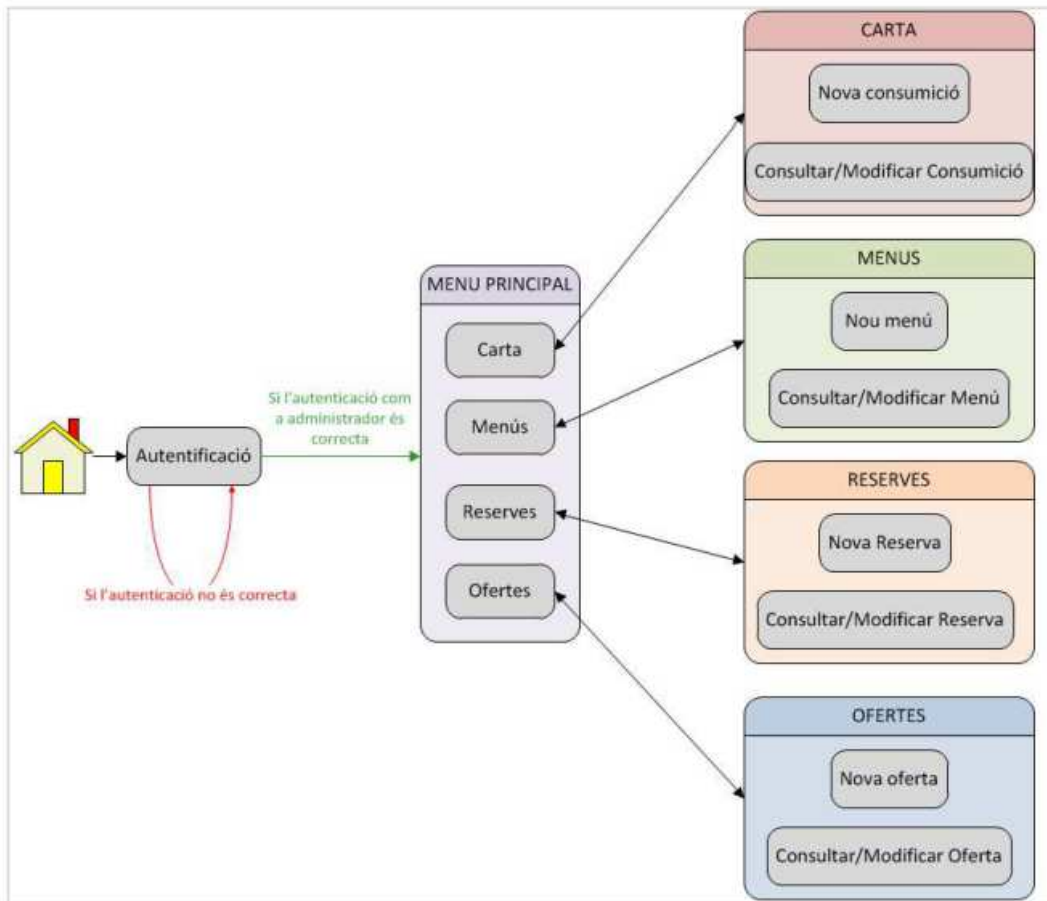 CARTA
Nova consumició
Consultar/Modificar Consumició
MENUS
Nou menú
Consultar/Modificar Menú
MENU PRINCIPAL
Carta
Menús
Reserves
Ofertes
Si l'autenticació com
a administrador és
correcta
Autentificació
Si l'autenticació no és correcta
RESERVES
Nova Reserva
Consultar/Modificar Reserva
OFERTES
Nova oferta
Consultar/Modificar Oferta